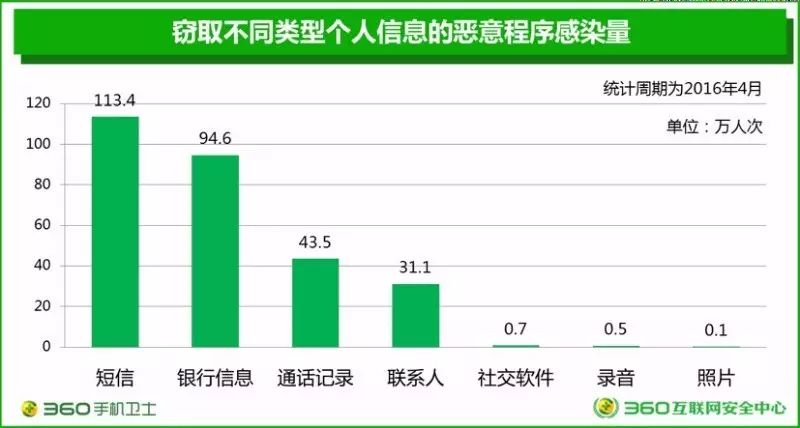 窃取不同类型个人信息的恶意程序感染量
统计周期为2016年4月
单位：万人次
120
100
80
60
40
20
0
113.4
94.6
43.5
31.1
0.7
0.5
0.1
短信 银行信息 通话记录 联系人 社交软件 录音 照片
360手机卫士 360互联网安全中心